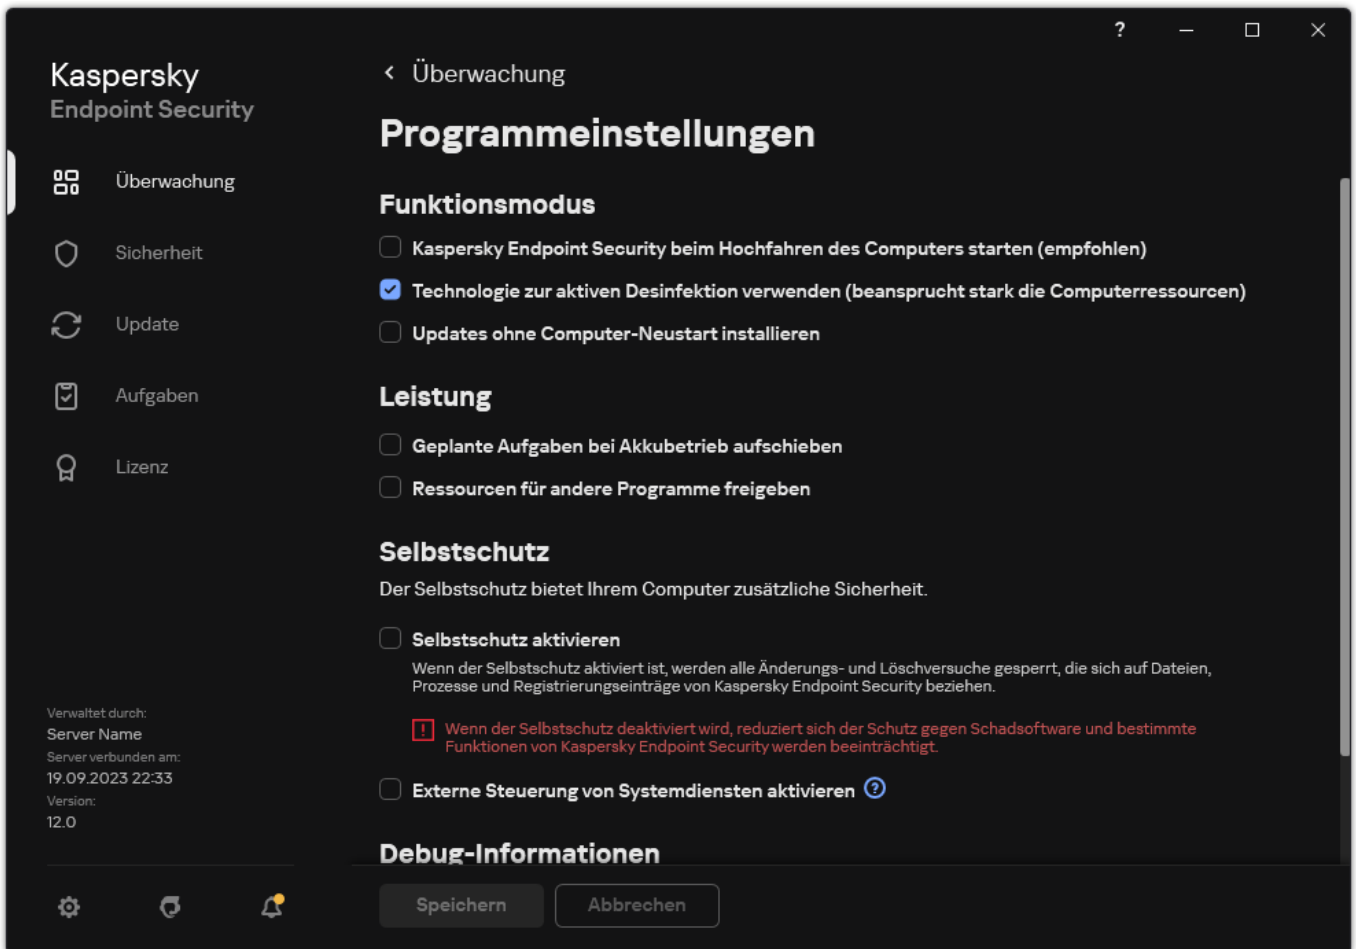 ?
Kaspersky
Endpoint Security
Überwachung
Sicherheit
Update
Aufgaben
Lizenz
Verwaltet durch:
Server Name
Server verbunden am:
19.09.2023 22:33
Version:
12.0
Überwachung
Programmeinstellungen
Funktionsmodus
Kaspersky Endpoint Security beim Hochfahren des Computers starten (empfohlen)
Technologie zur aktiven Desinfektion verwenden (beansprucht stark die Computerressourcen)
Updates ohne Computer-Neustart installieren
Leistung
Geplante Aufgaben bei Akkubetrieb aufschieben
Ressourcen für andere Programme freigeben
Selbstschutz
Der Selbstschutz bietet Ihrem Computer zusätzliche Sicherheit.
Selbstschutz aktivieren
Wenn der Selbstschutz aktiviert ist, werden alle Änderungs- und Löschversuche gesperrt, die sich auf Dateien,
Prozesse und Registrierungseinträge von Kaspersky Endpoint Security beziehen.
! Wenn der Selbstschutz deaktiviert wird, reduziert sich der Schutz gegen Schadsoftware und bestimmte
Funktionen von Kaspersky Endpoint Security werden beeinträchtigt.
Externe Steuerung von Systemdiensten aktivieren ?
Debug-Informationen
Speichern
Abbrechen